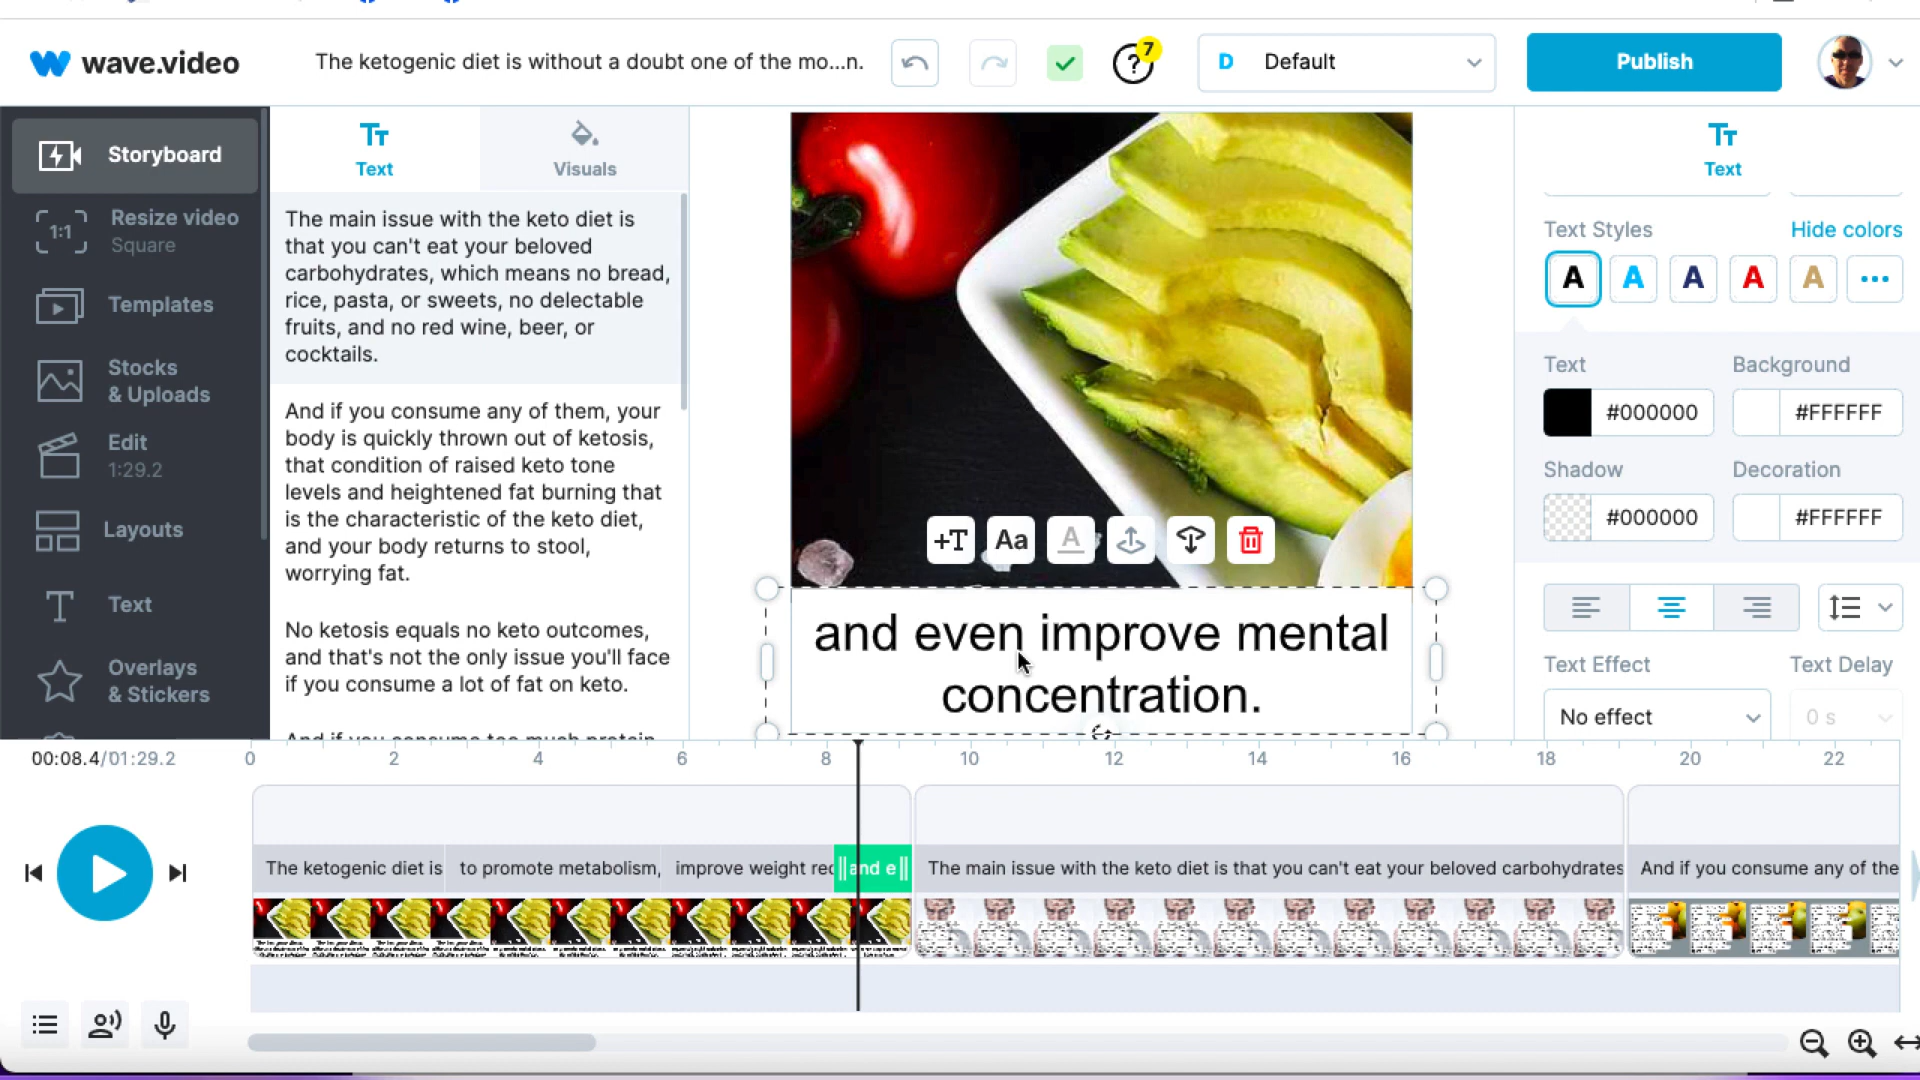 wave.video
The ketogenic diet is without a doubt one of the mo...n.
7
D Default
Publish
Storyboard
1:1
Resize video
Square
Templates
Stocks
& Uploads
Edit
1:29.2
Layouts
Text
Overlays
& Stickers
Text
Visuals
The main issue with the keto diet is
that you can't eat your beloved
carbohydrates, which means no bread,
rice, pasta, or sweets, no delectable
fruits, and no red wine, beer, or
cocktails.
And if you consume any of them, your
body is quickly thrown out of ketosis,
that condition of raised keto tone
levels and heightened fat burning that
is the characteristic of the keto diet,
and your body returns to stool,
worrying fat.
No ketosis equals no keto outcomes,
and that's not the only issue you'll face
if you consume a lot of fat on keto.
And if you consume too much protein
+T Aa A
and even improve mental
concentration.
Text
Text Styles
Hide colors
A A A A A
Text
Background
#000000
#FFFFFF
Shadow
Decoration
#000000
#FFFFFF
Text Effect
Text Delay
No effect
0 s
00:08.4/01:29.2
0 2 4 6 8 10 12 14 16 18 20 22
The ketogenic diet is
to promote metabolism,
improve weight rec
and e
The main issue with the keto diet is that you can't eat your beloved carbohydrates
And if you consume any of the